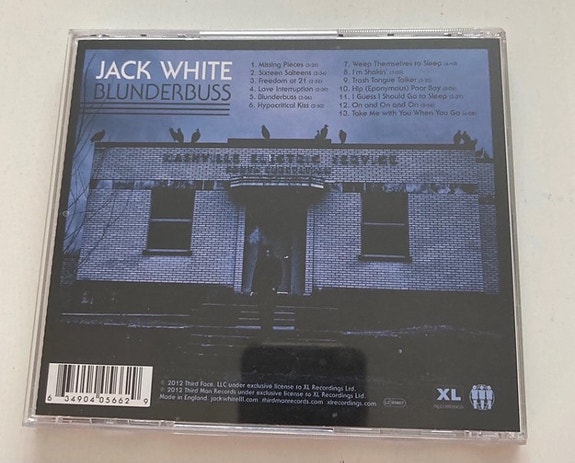 JACK WHITE
BLUNDERBUSS
1. Missing Pieces
2. Sixteen Salteens
3. Freedom at 21
4. Love Interruption
5. Blunderbuss
6. Hypocritical Kiss
7. Weep Themselves to Sleep
8. I'm Shakin'
9. Trash Tongue Talker
10. Hip (Eponymous) Poor Boy
11. I Guess I Should Go to Sleep
12. On and On and On
13. Take Me with You When You Go
NASHVILLE ELECTRIC SERVICE
℗ 2012 Third Face, LLC under exclusive license to XL Recordings Ltd.
© 2012 Third Man Records under exclusive license to XL Recordings Ltd.
Made in England. jackwhiteIII.com thirdmanrecords.com xlrecordings.com
6 34904 05662 9
XL
RECORDINGS